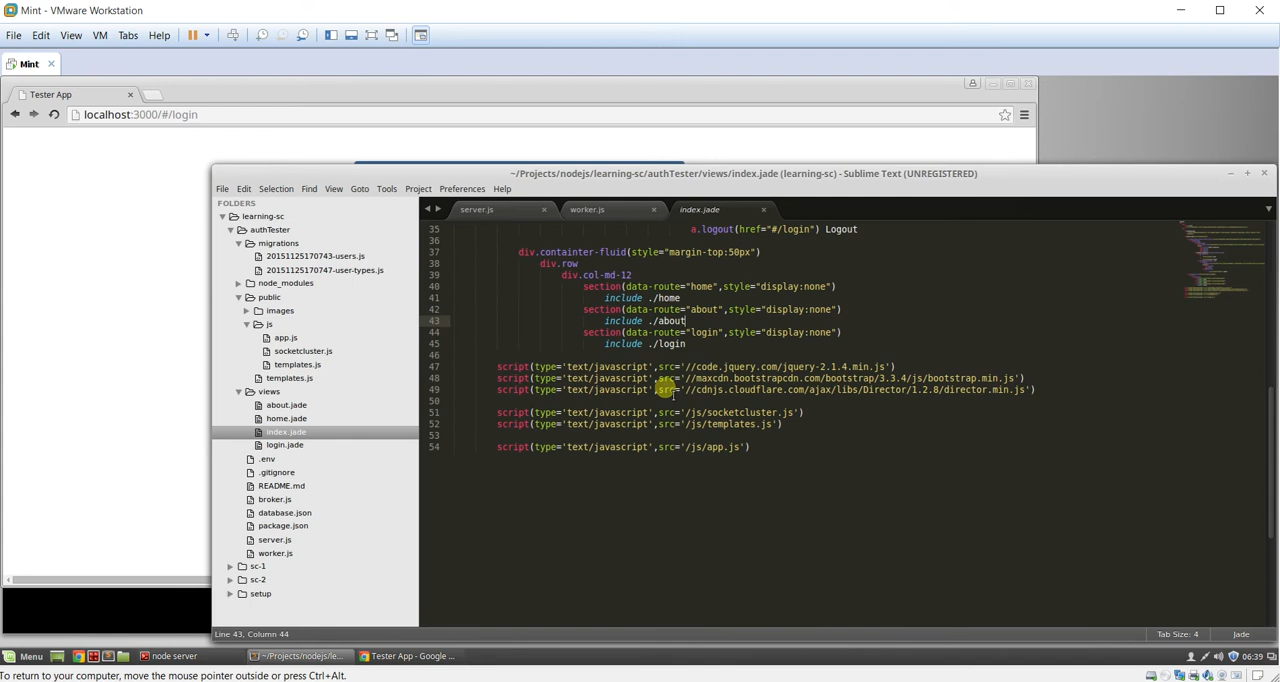 Mint - VMware Workstation
File Edit View VM Tabs Help
Mint
Tester App
localhost:3000/#/login
~/Projects/nodejs/learning-sc/authTester/views/index.jade (learning-sc) - Sublime Text (UNREGISTERED)
File Edit Selection Find View Goto Tools Project Preferences Help
FOLDERS
learning-sc
authTester
migrations
20151125170743-users.js
20151125170747-user-types.js
node_modules
public
images
js
app.js
socketcluster.js
templates.js
templates.js
views
about.jade
home.jade
index.jade
login.jade
.env
.gitignore
README.md
broker.js
database.json
package.json
server.js
worker.js
sc-1
sc-2
setup
server.js worker.js index.jade
35 a.logout(href="#/login") Logout
36
37 div.containter-fluid(style="margin-top:50px")
38 div.row
39 div.col-md-12
40 section(data-route="home",style="display:none")
41 include ./home
42 section(data-route="about",style="display:none")
43 include ./about
44 section(data-route="login",style="display:none")
45 include ./login
46
47 script(type='text/javascript',src='//code.jquery.com/jquery-2.1.4.min.js')
48 script(type='text/javascript',src='//maxcdn.bootstrapcdn.com/bootstrap/3.3.4/js/bootstrap.min.js')
49 script(type='text/javascript',src='//cdnjs.cloudflare.com/ajax/libs/Director/1.2.8/director.min.js')
50
51 script(type='text/javascript',src='/js/socketcluster.js')
52 script(type='text/javascript',src='/js/templates.js')
53
54 script(type='text/javascript',src='/js/app.js')
Line 43, Column 44 Tab Size: 4 Jade
Menu node server ~/Projects/nodejs/le... Tester App - Google ... 06:39
To return to your computer, move the mouse pointer outside or press Ctrl+Alt.